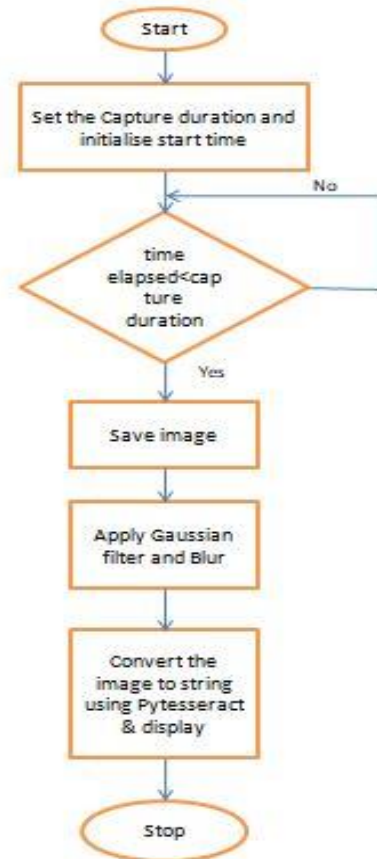 Start
Set the Capture duration and
initialise start time
No
time
elapsed<cap
ture
duration
Yes
Save image
Apply Gaussian
filter and Blur
Convert the
image to string
using Pytesseract
& display
Stop